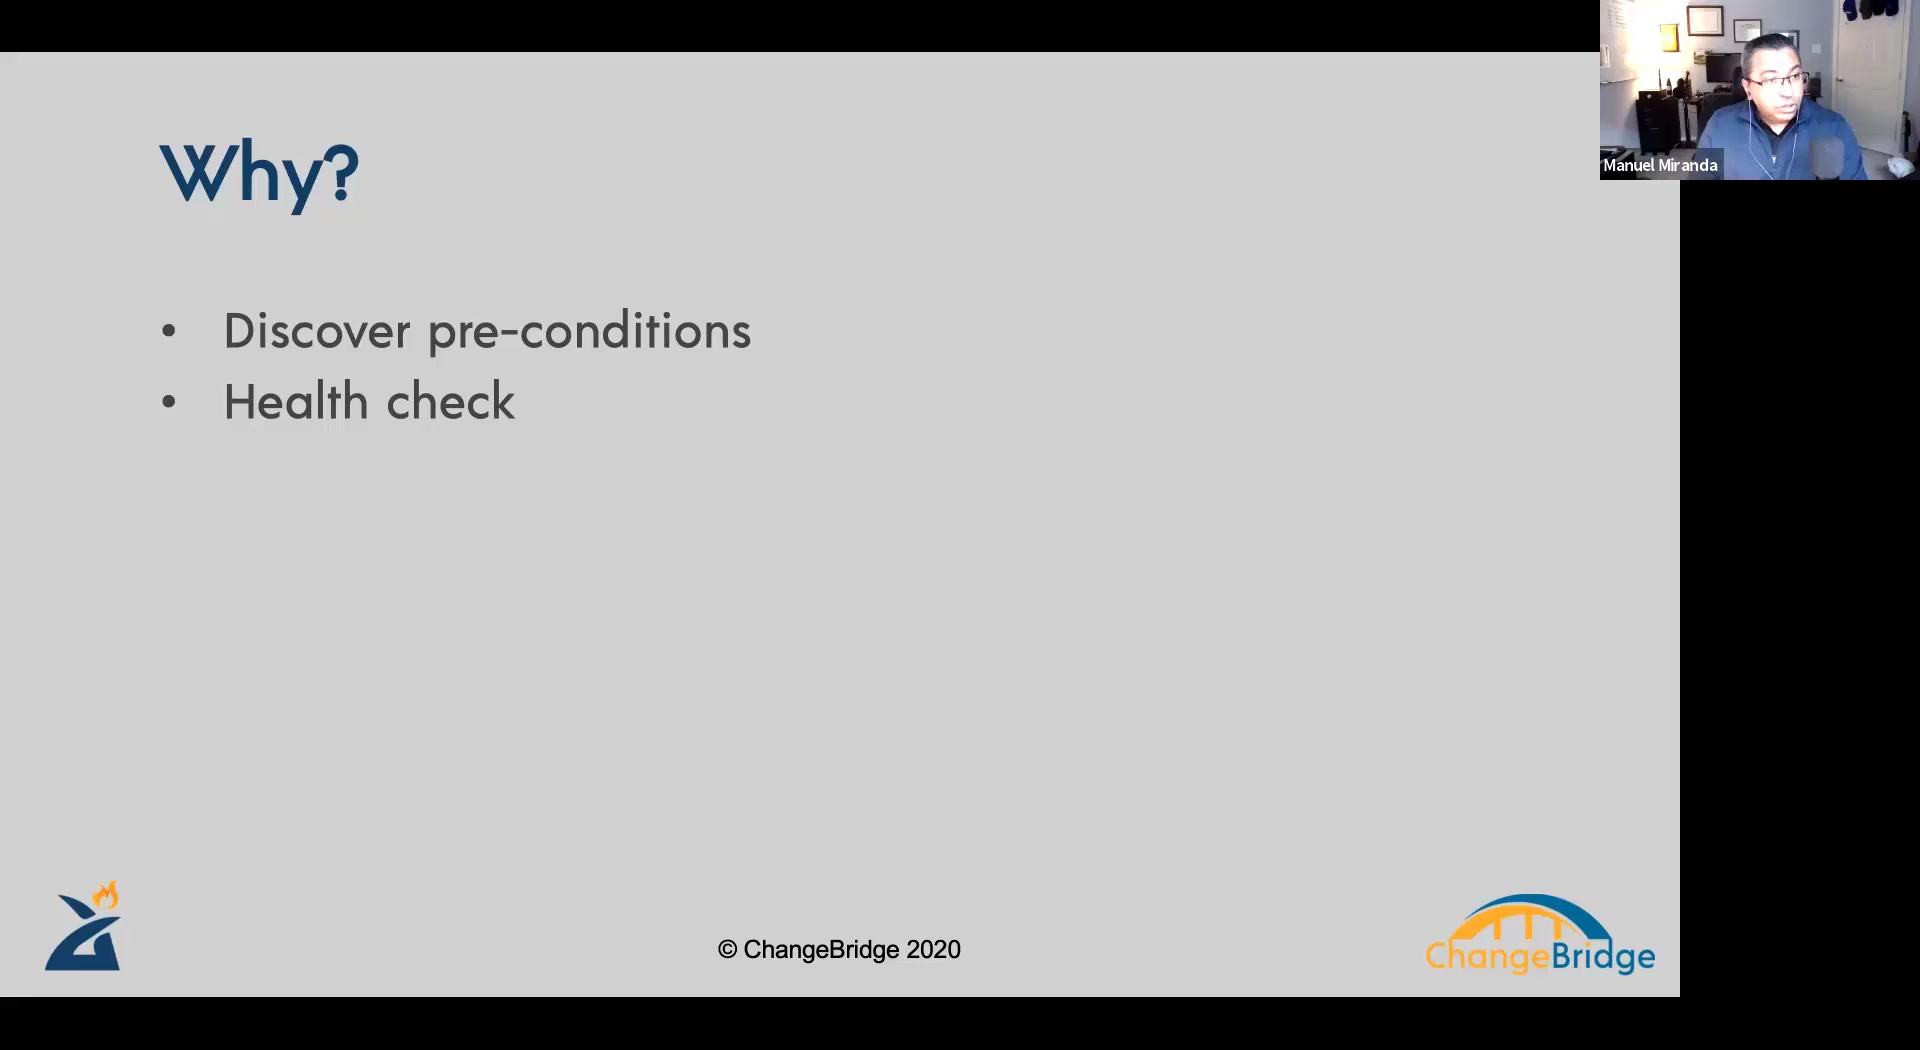 Why?
• Discover pre-conditions
• Health check
© ChangeBridge 2020
ChangeBridge
Manuel Miranda